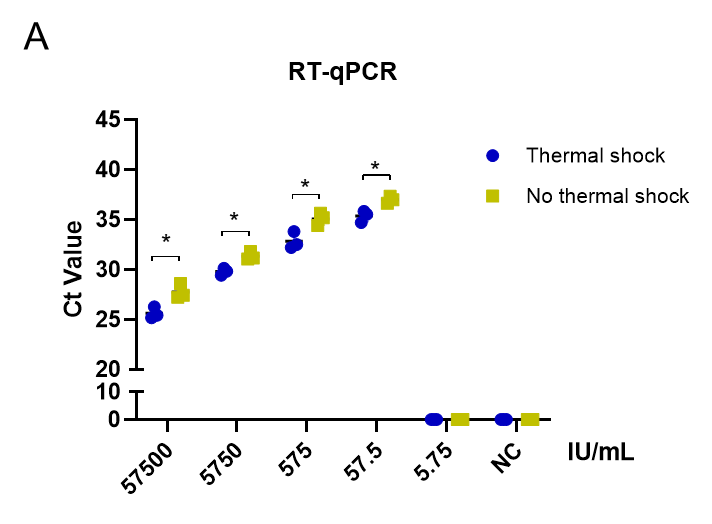 A
RT-qPCR
45
40
35
30
25
20
10
0
Ct Value
*
*
*
*
Thermal shock
No thermal shock
57500
5750
575
57.5
5.75
NC
IU/mL